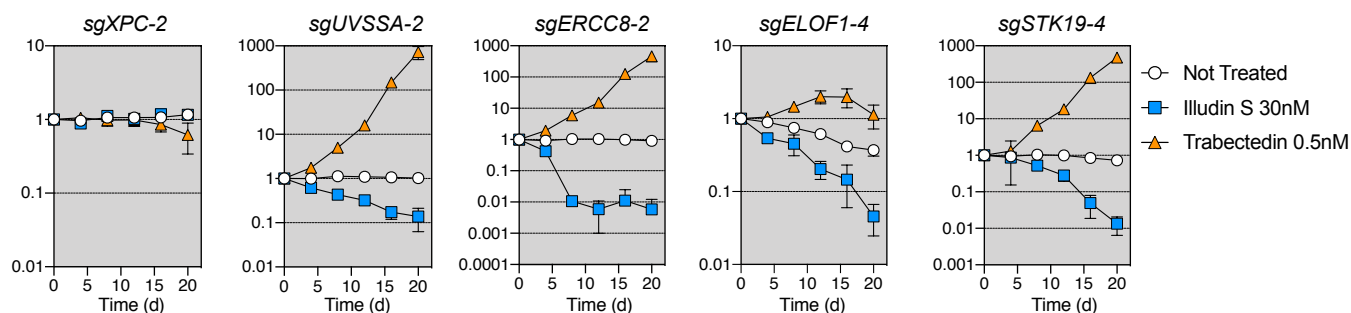 sgXPC-2 sgUVSSA-2 sgERCC8-2 sgELOF1-4 sgSTK19-4
10
1
0.1
0.01
0 5 10 15 20
Time (d)
1000
100
10
1
0.1
0.01
0 5 10 15 20
Time (d)
1000
100
10
1
0.1
0.01
0.001
0.0001
0 5 10 15 20
Time (d)
10
1
0.1
0.01
0 5 10 15 20
Time (d)
1000
100
10
1
0.1
0.01
0.001
0 5 10 15 20
Time (d)
Not Treated
Illudin S 30nM
Trabectedin 0.5nM